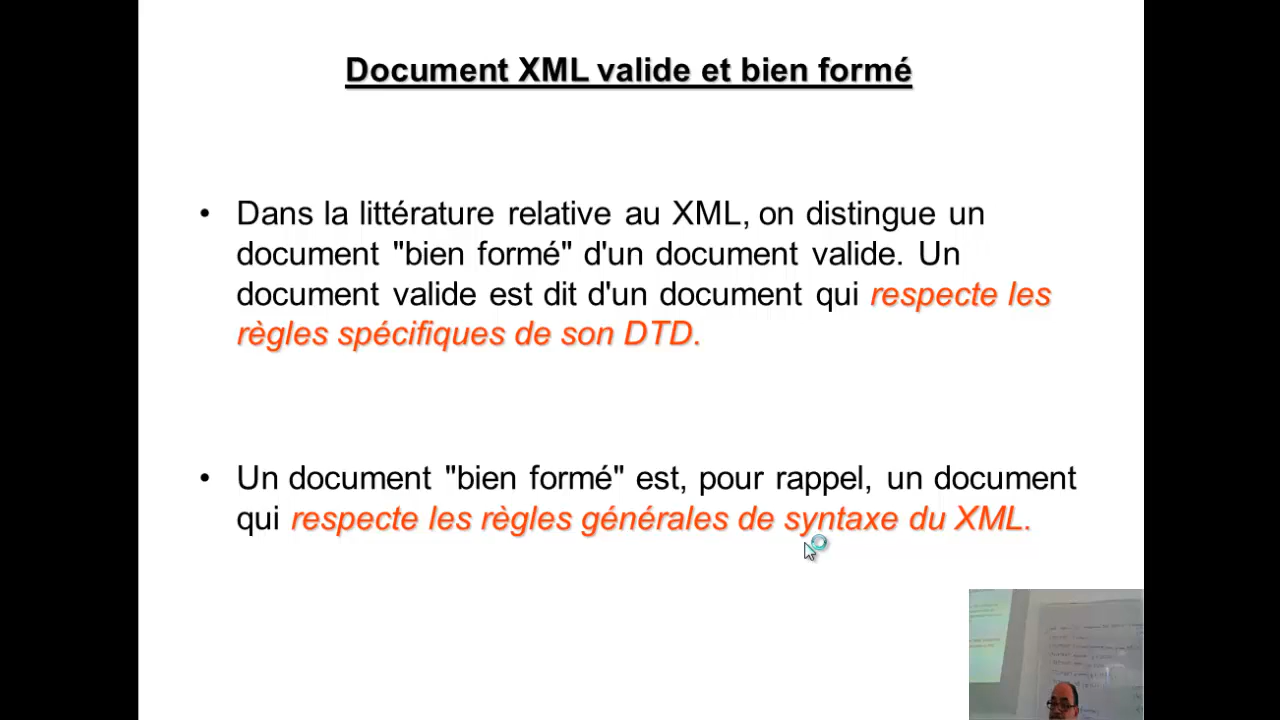 Document XML valide et bien formé
• Dans la littérature relative au XML, on distingue un
document "bien formé" d'un document valide. Un
document valide est dit d'un document qui respecte les
règles spécifiques de son DTD.
• Un document "bien formé" est, pour rappel, un document
qui respecte les règles générales de syntaxe du XML.